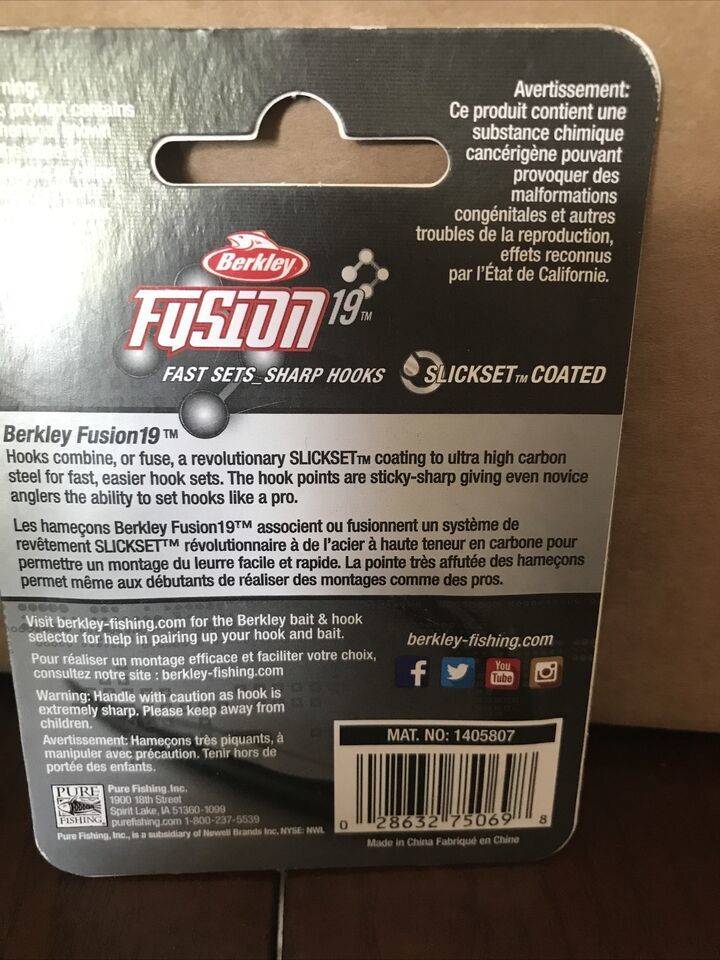 product contains
Avertissement:
Ce produit contient une
substance chimique
cancérigène pouvant
provoquer des
malformations
congénitales et autres
troubles de la reproduction,
effets reconnus
par l'État de Californie.
Berkley
FUSION19™
FAST SETS_SHARP HOOKS
SLICKSET™ COATED
Berkley Fusion19™
Hooks combine, or fuse, a revolutionary SLICKSET™ coating to ultra high carbon
steel for fast, easier hook sets. The hook points are sticky-sharp giving even novice
anglers the ability to set hooks like a pro.
Les hameçons Berkley Fusion19™ associent ou fusionnent un système de
revêtement SLICKSET™ révolutionnaire à de l'acier à haute teneur en carbone pour
permettre un montage du leurre facile et rapide. La pointe très affutée des hameçons
permet même aux débutants de réaliser des montages comme des pros.
Visit berkley-fishing.com for the Berkley bait & hook
selector for help in pairing up your hook and bait.
Pour réaliser un montage efficace et faciliter votre choix,
consultez notre site : berkley-fishing.com
Warning: Handle with caution as hook is
extremely sharp. Please keep away from
children.
Avertissement: Hameçons très piquants, à
manipuler avec précaution. Tenir hors de
portée des enfants.
berkley-fishing.com
f
You
Tube
MAT. NO: 1405807
0 28632 75069 8
Made in China Fabriqué en Chine
PURE
FISHING
Pure Fishing Inc.
1900 18th Street
Spirit Lake, IA 51360-1099
purefishing.com 1-800-237-5539
Pure Fishing, Inc., is a subsidiary of Newell Brands Inc. NYSE: NWL